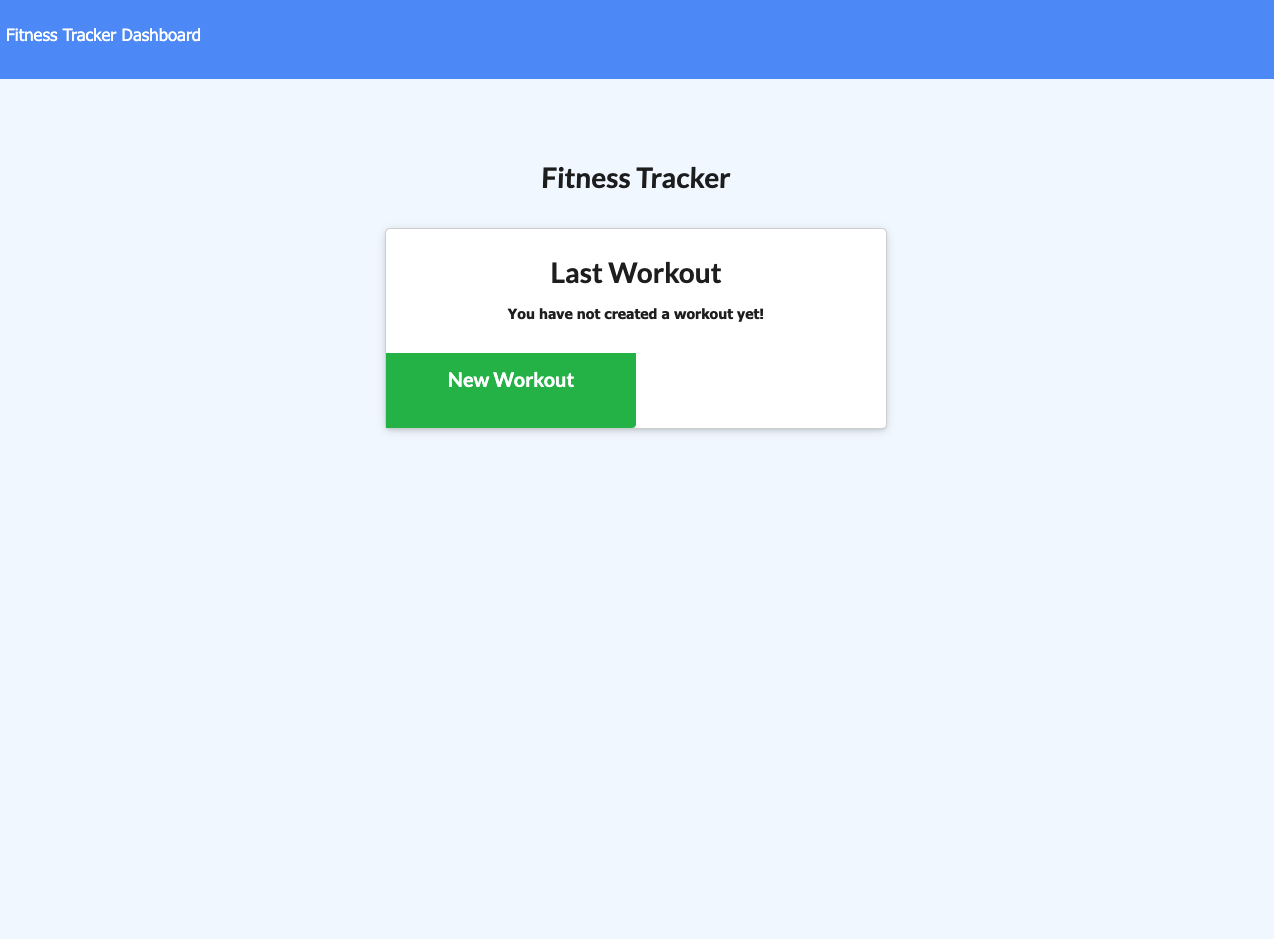 Fitness Tracker Dashboard
Fitness Tracker
Last Workout
You have not created a workout yet!
New Workout